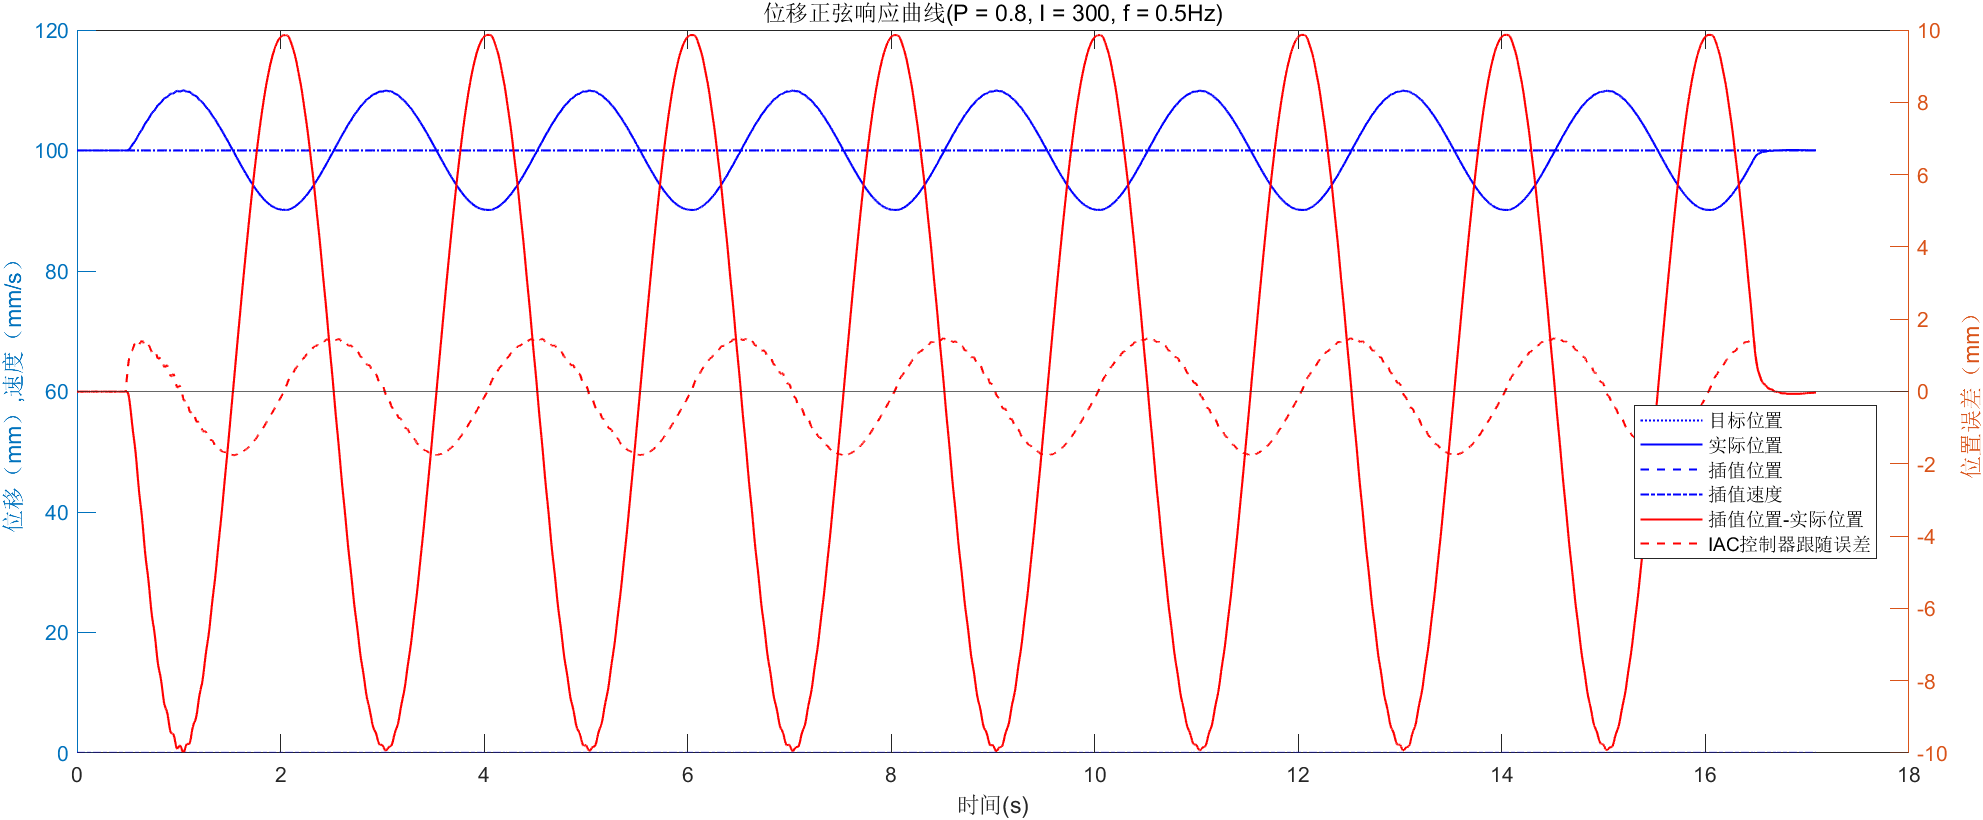 位移正弦响应曲线(P = 0.8, I = 300, f = 0.5Hz)
120
100
80
60
40
20
0
位移（mm）,速度（mm/s）
10
8
6
4
2
0
-2
-4
-6
-8
-10
位置误差（mm）
目标位置
实际位置
插值位置
插值速度
插值位置-实际位置
IAC控制器跟随误差
0 2 4 6 8 10 12 14 16 18
时间(s)